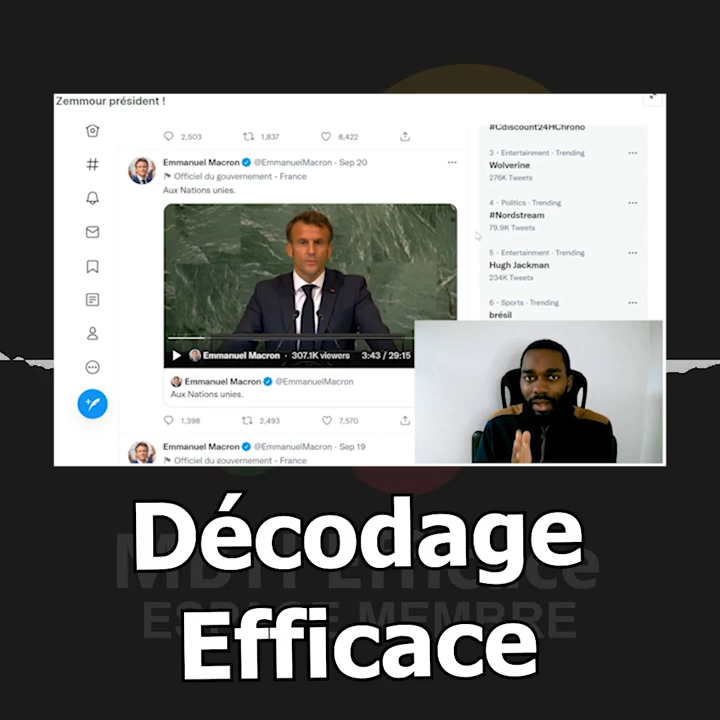 Zemmour président !
2,503 1,837 8,422
Emmanuel Macron @EmmanuelMacron · Sep 20
Officiel du gouvernement - France
Aux Nations unies.
Emmanuel Macron · 307.1K viewers 3:43 / 29:15
Emmanuel Macron @EmmanuelMacron
Aux Nations unies.
1,398 2,493 7,570
Emmanuel Macron @EmmanuelMacron · Sep 19
Officiel du gouvernement - France
#Cdiscount24HChrono
3 · Entertainment · Trending
Wolverine
276K Tweets
4 · Politics · Trending
#Nordstream
79.9K Tweets
5 · Entertainment · Trending
Hugh Jackman
234K Tweets
6 · Sports · Trending
brésil
Décodage
Efficace
MBTI Efficace
ESPACE MEMBRE